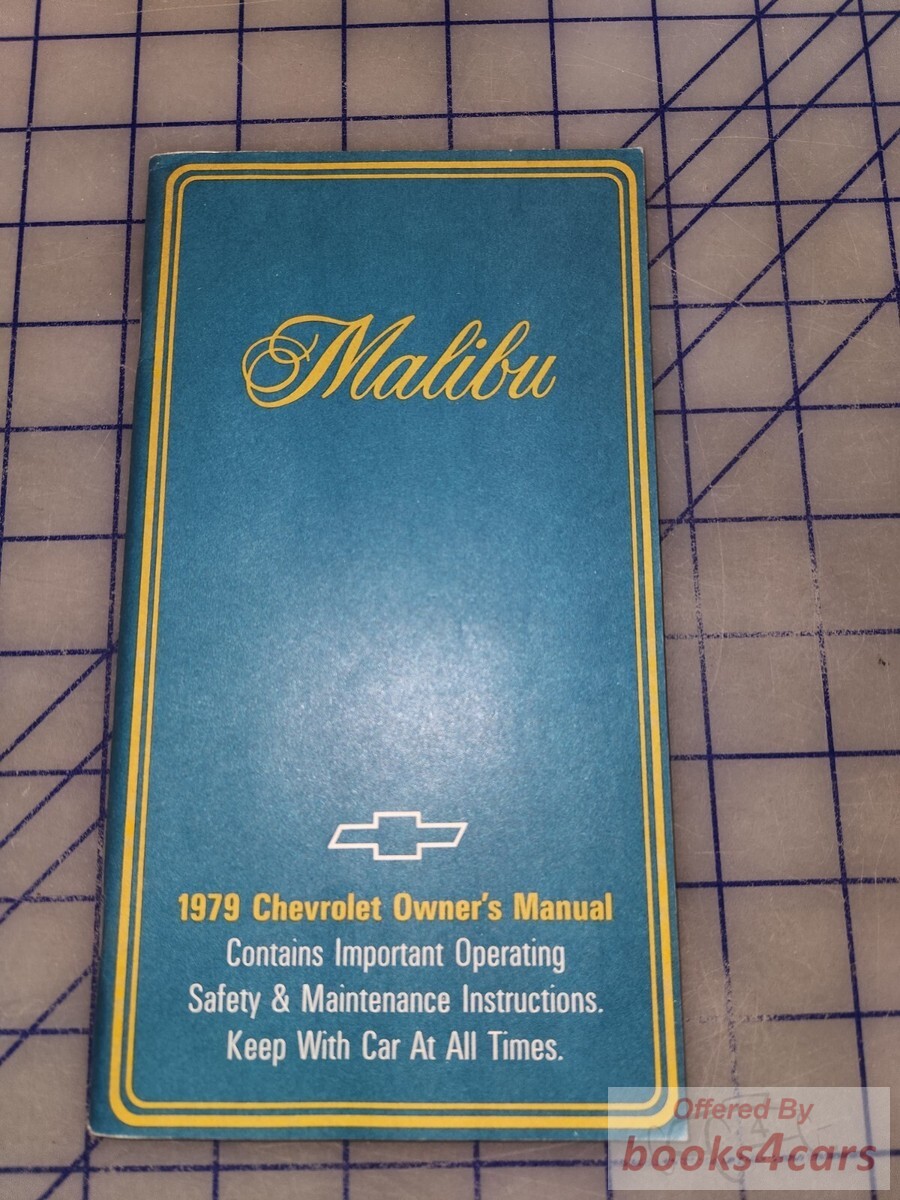 Malibu
1979 Chevrolet Owner's Manual
Contains Important Operating
Safety & Maintenance Instructions.
Keep With Car At All Times.
Offered By
books4cars